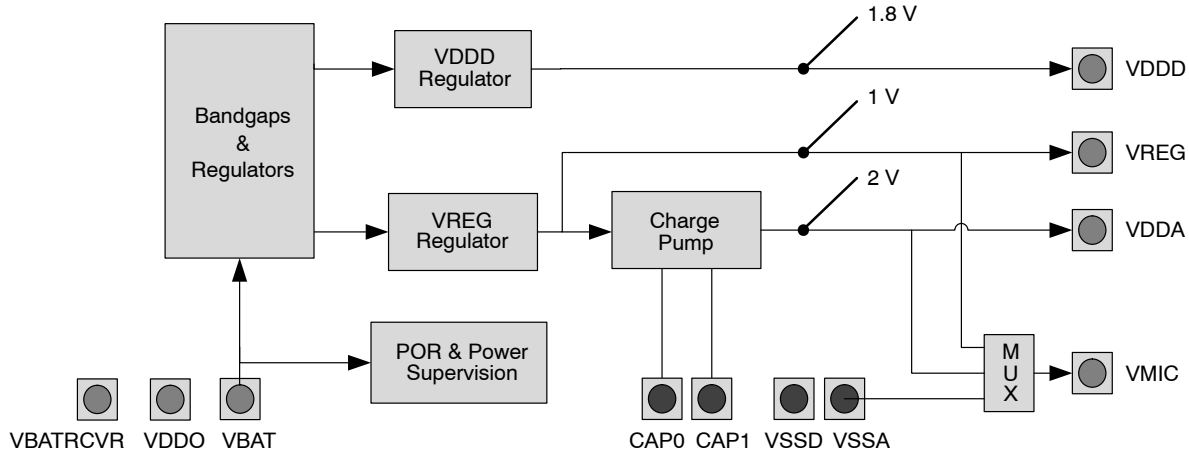 1.8 V
VDDD
Regulator
VDDD
Bandgaps
&
Regulators
1 V
VREG
2 V
VREG
Regulator
Charge
Pump
VDDA
POR & Power
Supervision
M
U
X
VMIC
VBATRCVR
VDDO
VBAT
CAP0
CAP1
VSSD
VSSA